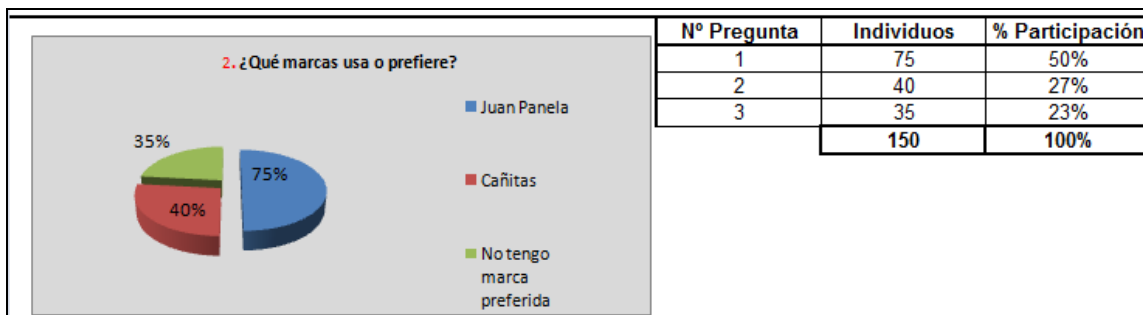 2. ¿Qué marcas usa o prefiere?
Juan Panela
Cañitas
No tengo
marca
preferida
35%
75%
40%
Nº Pregunta Individuos % Participación
1 75 50%
2 40 27%
3 35 23%
150 100%